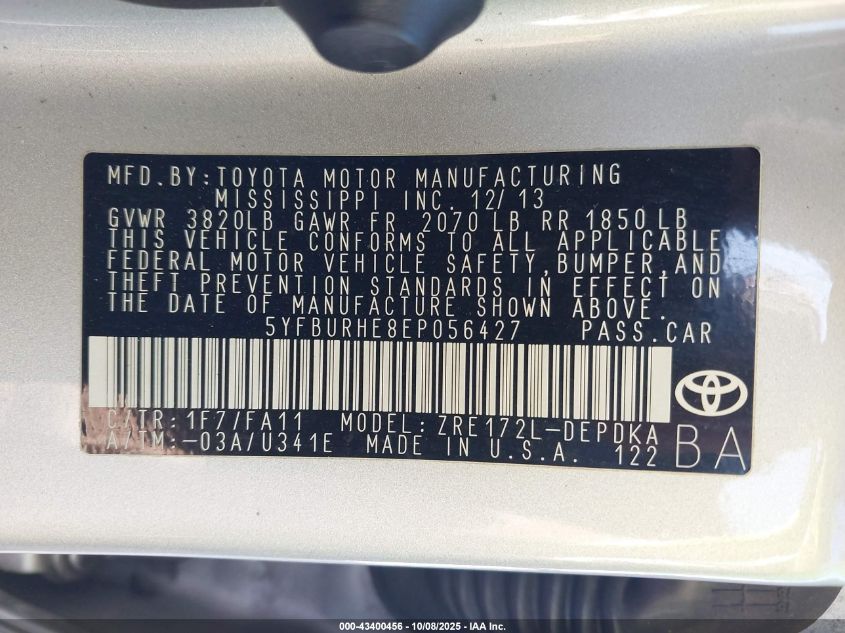 MFD.BY:TOYOTA MOTOR MANUFACTURING
MISSISSIPPI INC. 12/13
GVWR 3820LB GAWR FR 2070 LB RR 1850 LB
THIS VEHICLE CONFORMS TO ALL APPLICABLE
FEDERAL MOTOR VEHICLE SAFETY,BUMPER,AND
THEFT PREVENTION STANDARDS IN EFFECT ON
THE DATE OF MANUFACTURE SHOWN ABOVE.
5YFBURHE8EP056427 PASS.CAR
C/TR:1F7/FA11 MODEL:ZRE172L-DEPDKA
A/TM:-03A/U341E MADE IN U.S.A. 122 BA
000-43400456 - 10/08/2025 - IAA Inc.